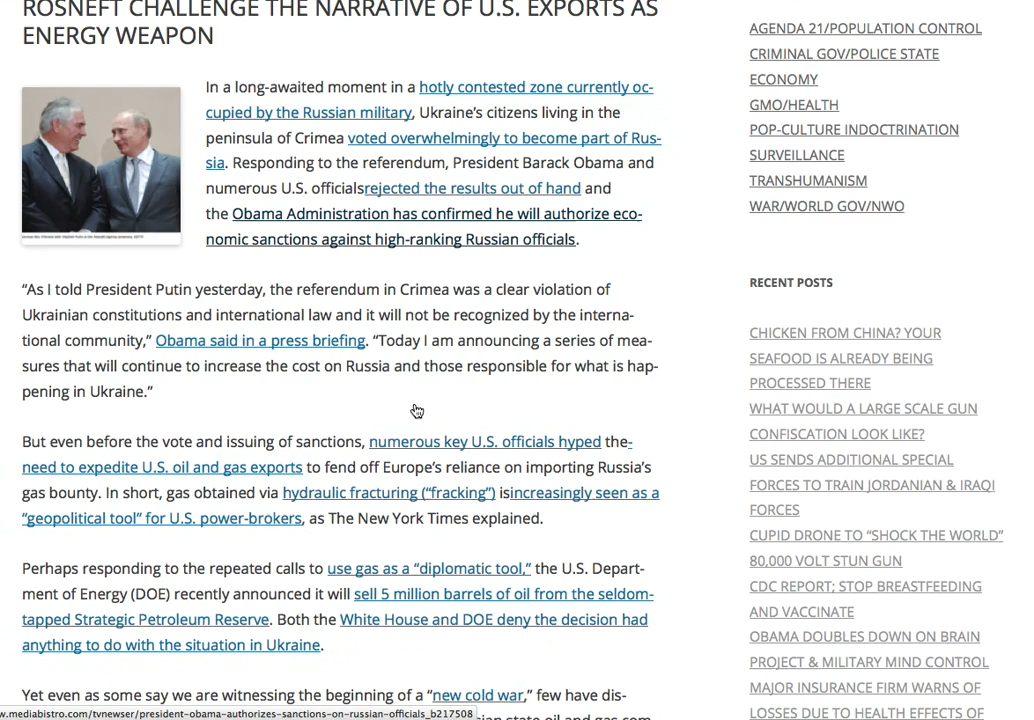 ROSNEFT CHALLENGE THE NARRATIVE OF U.S. EXPORTS AS
ENERGY WEAPON
In a long-awaited moment in a hotly contested zone currently oc-
cupied by the Russian military, Ukraine’s citizens living in the
peninsula of Crimea voted overwhelmingly to become part of Rus-
sia. Responding to the referendum, President Barack Obama and
numerous U.S. officialsrejected the results out of hand and
the Obama Administration has confirmed he will authorize eco-
nomic sanctions against high-ranking Russian officials.
“As I told President Putin yesterday, the referendum in Crimea was a clear violation of
Ukrainian constitutions and international law and it will not be recognized by the interna-
tional community,” Obama said in a press briefing. “Today I am announcing a series of mea-
sures that will continue to increase the cost on Russia and those responsible for what is hap-
pening in Ukraine.”
But even before the vote and issuing of sanctions, numerous key U.S. officials hyped the-
need to expedite U.S. oil and gas exports to fend off Europe’s reliance on importing Russia’s
gas bounty. In short, gas obtained via hydraulic fracturing (“fracking”) isincreasingly seen as a
“geopolitical tool” for U.S. power-brokers, as The New York Times explained.
Perhaps responding to the repeated calls to use gas as a “diplomatic tool,” the U.S. Depart-
ment of Energy (DOE) recently announced it will sell 5 million barrels of oil from the seldom-
tapped Strategic Petroleum Reserve. Both the White House and DOE deny the decision had
anything to do with the situation in Ukraine.
Yet even as some say we are witnessing the beginning of a “new cold war,” few have dis-
w.mediabistro.com/tvnewser/president-obama-authorizes-sanctions-on-russian-officials_b217508
AGENDA 21/POPULATION CONTROL
CRIMINAL GOV/POLICE STATE
ECONOMY
GMO/HEALTH
POP-CULTURE INDOCTRINATION
SURVEILLANCE
TRANSHUMANISM
WAR/WORLD GOV/NWO
RECENT POSTS
CHICKEN FROM CHINA? YOUR
SEAFOOD IS ALREADY BEING
PROCESSED THERE
WHAT WOULD A LARGE SCALE GUN
CONFISCATION LOOK LIKE?
US SENDS ADDITIONAL SPECIAL
FORCES TO TRAIN JORDANIAN & IRAQI
FORCES
CUPID DRONE TO “SHOCK THE WORLD”
80,000 VOLT STUN GUN
CDC REPORT; STOP BREASTFEEDING
AND VACCINATE
OBAMA DOUBLES DOWN ON BRAIN
PROJECT & MILITARY MIND CONTROL
MAJOR INSURANCE FIRM WARNS OF
LOSSES DUE TO HEALTH EFFECTS OF